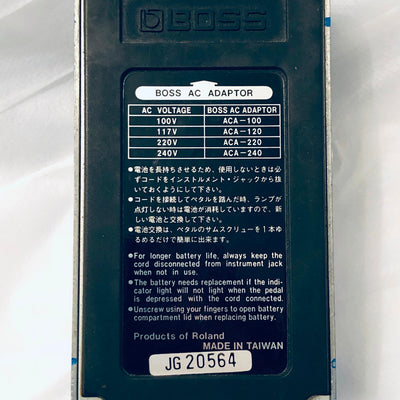 BOSS
BOSS AC ADAPTOR
AC VOLTAGE BOSS AC ADAPTOR
100V ACA-100
117V ACA-120
220V ACA-220
240V ACA-240
●電池を長持ちさせるため、使用しないときは必
ずコードをインストルメント・ジャックから抜
いておくようにして下さい。
●コードを接続してペタルを踏んだ時、ランプが
点灯しない時は電池が消耗していますので、新
しい電池と交換して下さい。
●電池交換は、ペタルのサムスクリューを1本ゆ
るめるだけで簡単に出来ます。
●For longer battery life, always keep the
cord disconnected from instrument jack
when not in use.
●The battery needs replacement if the indi-
cator light will not light when the pedal
is depressed with the cord connected.
●Unscrew using your fingers to open battery
compartment lid when replacing battery.
Products of Roland
MADE IN TAIWAN
JG 20564